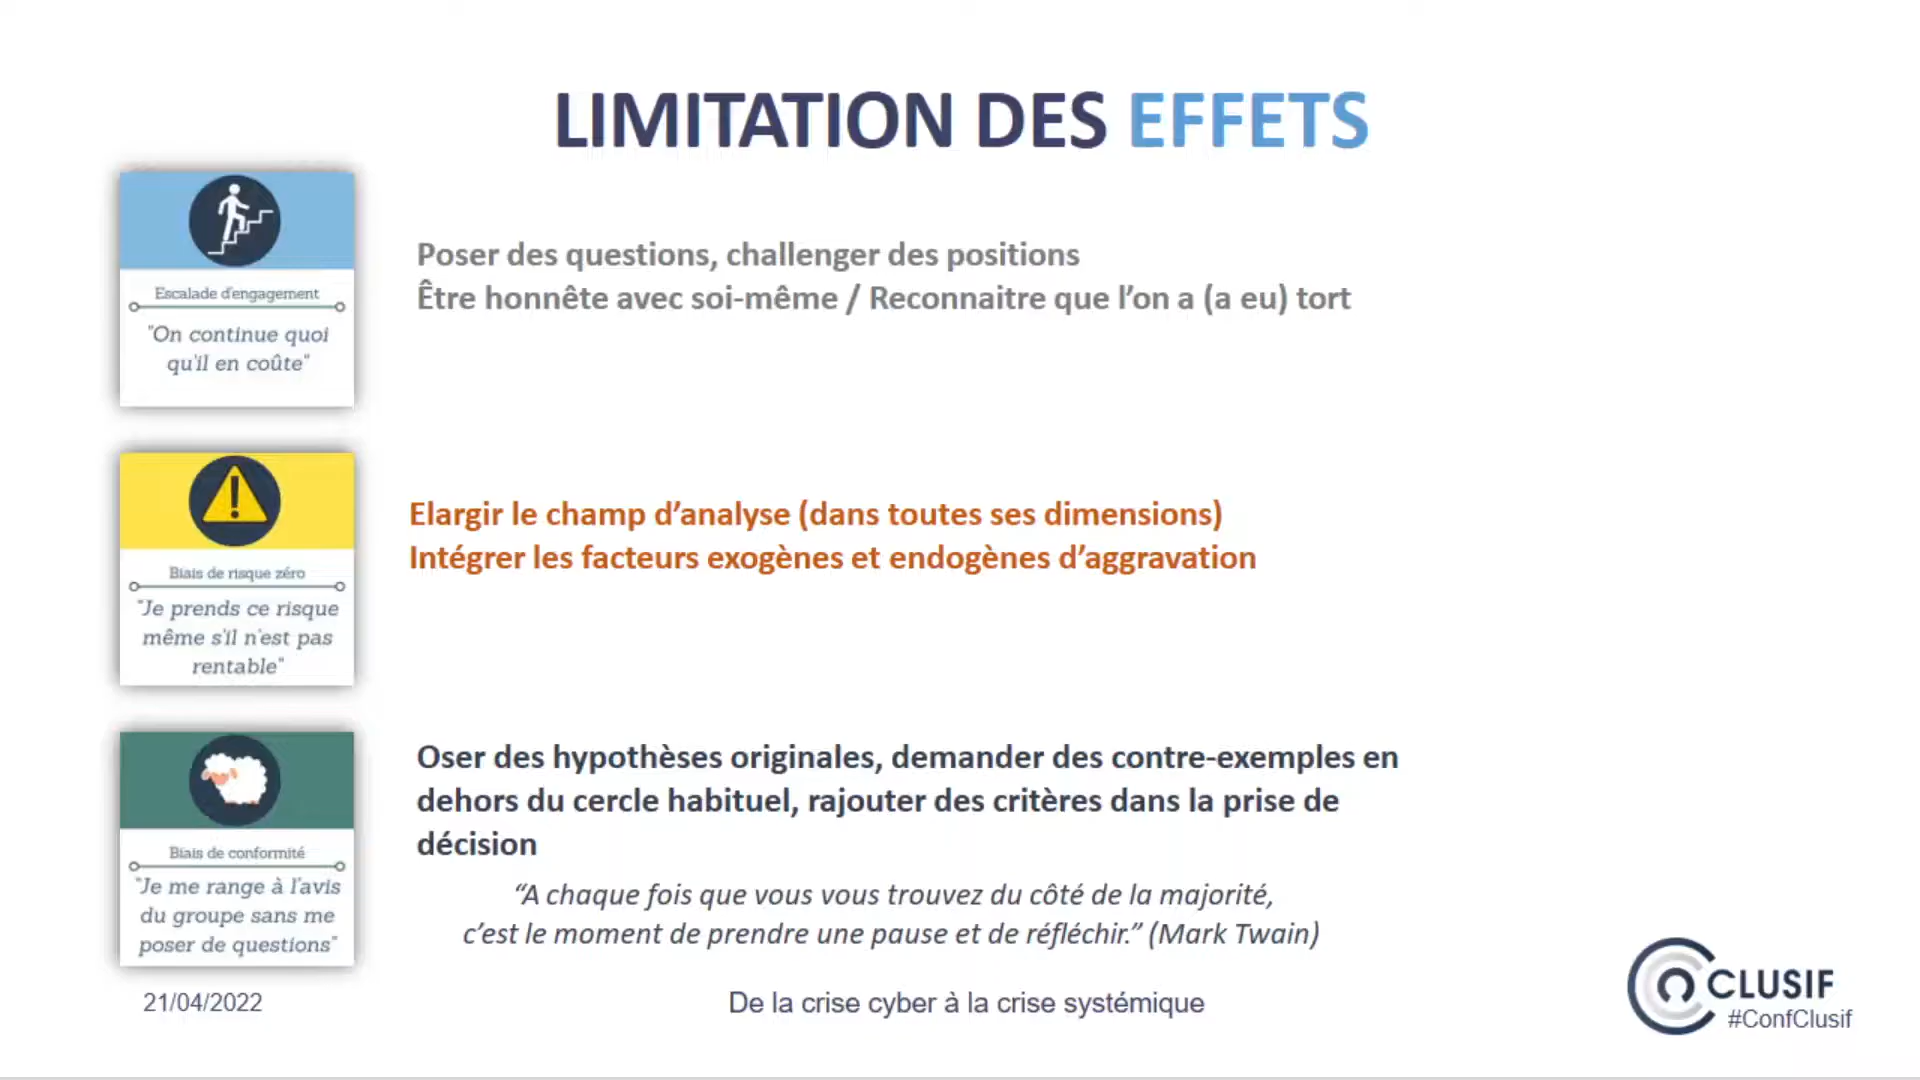 LIMITATION DES EFFETS
Escalade d'engagement
"On continue quoi
qu'il en coûte"
Poser des questions, challenger des positions
Être honnête avec soi-même / Reconnaitre que l’on a (a eu) tort
Biais de risque zéro
"Je prends ce risque
même s'il n'est pas
rentable"
Elargir le champ d’analyse (dans toutes ses dimensions)
Intégrer les facteurs exogènes et endogènes d’aggravation
Biais de conformité
"Je me range à l'avis
du groupe sans me
poser de questions"
Oser des hypothèses originales, demander des contre-exemples en
dehors du cercle habituel, rajouter des critères dans la prise de
décision
“A chaque fois que vous vous trouvez du côté de la majorité,
c’est le moment de prendre une pause et de réfléchir.” (Mark Twain)
21/04/2022
De la crise cyber à la crise systémique
CLUSIF
#ConfClusif